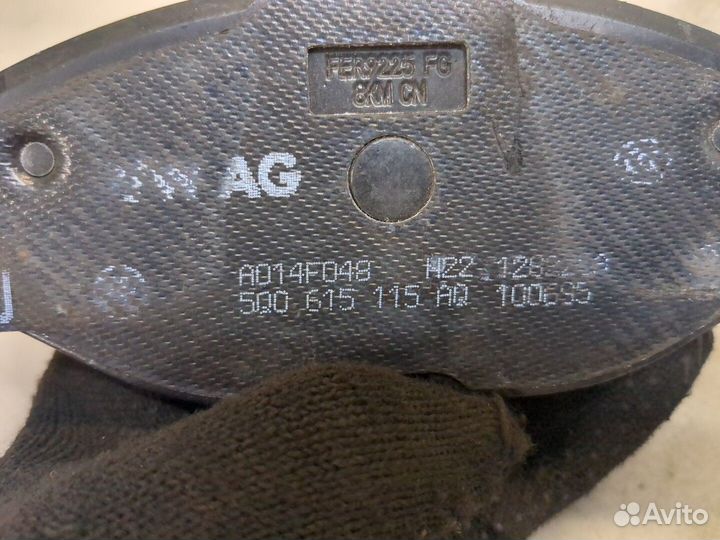 FER9225 FG
8KM CN
AG
A014F048
5Q0 615 115 AQ
Avito